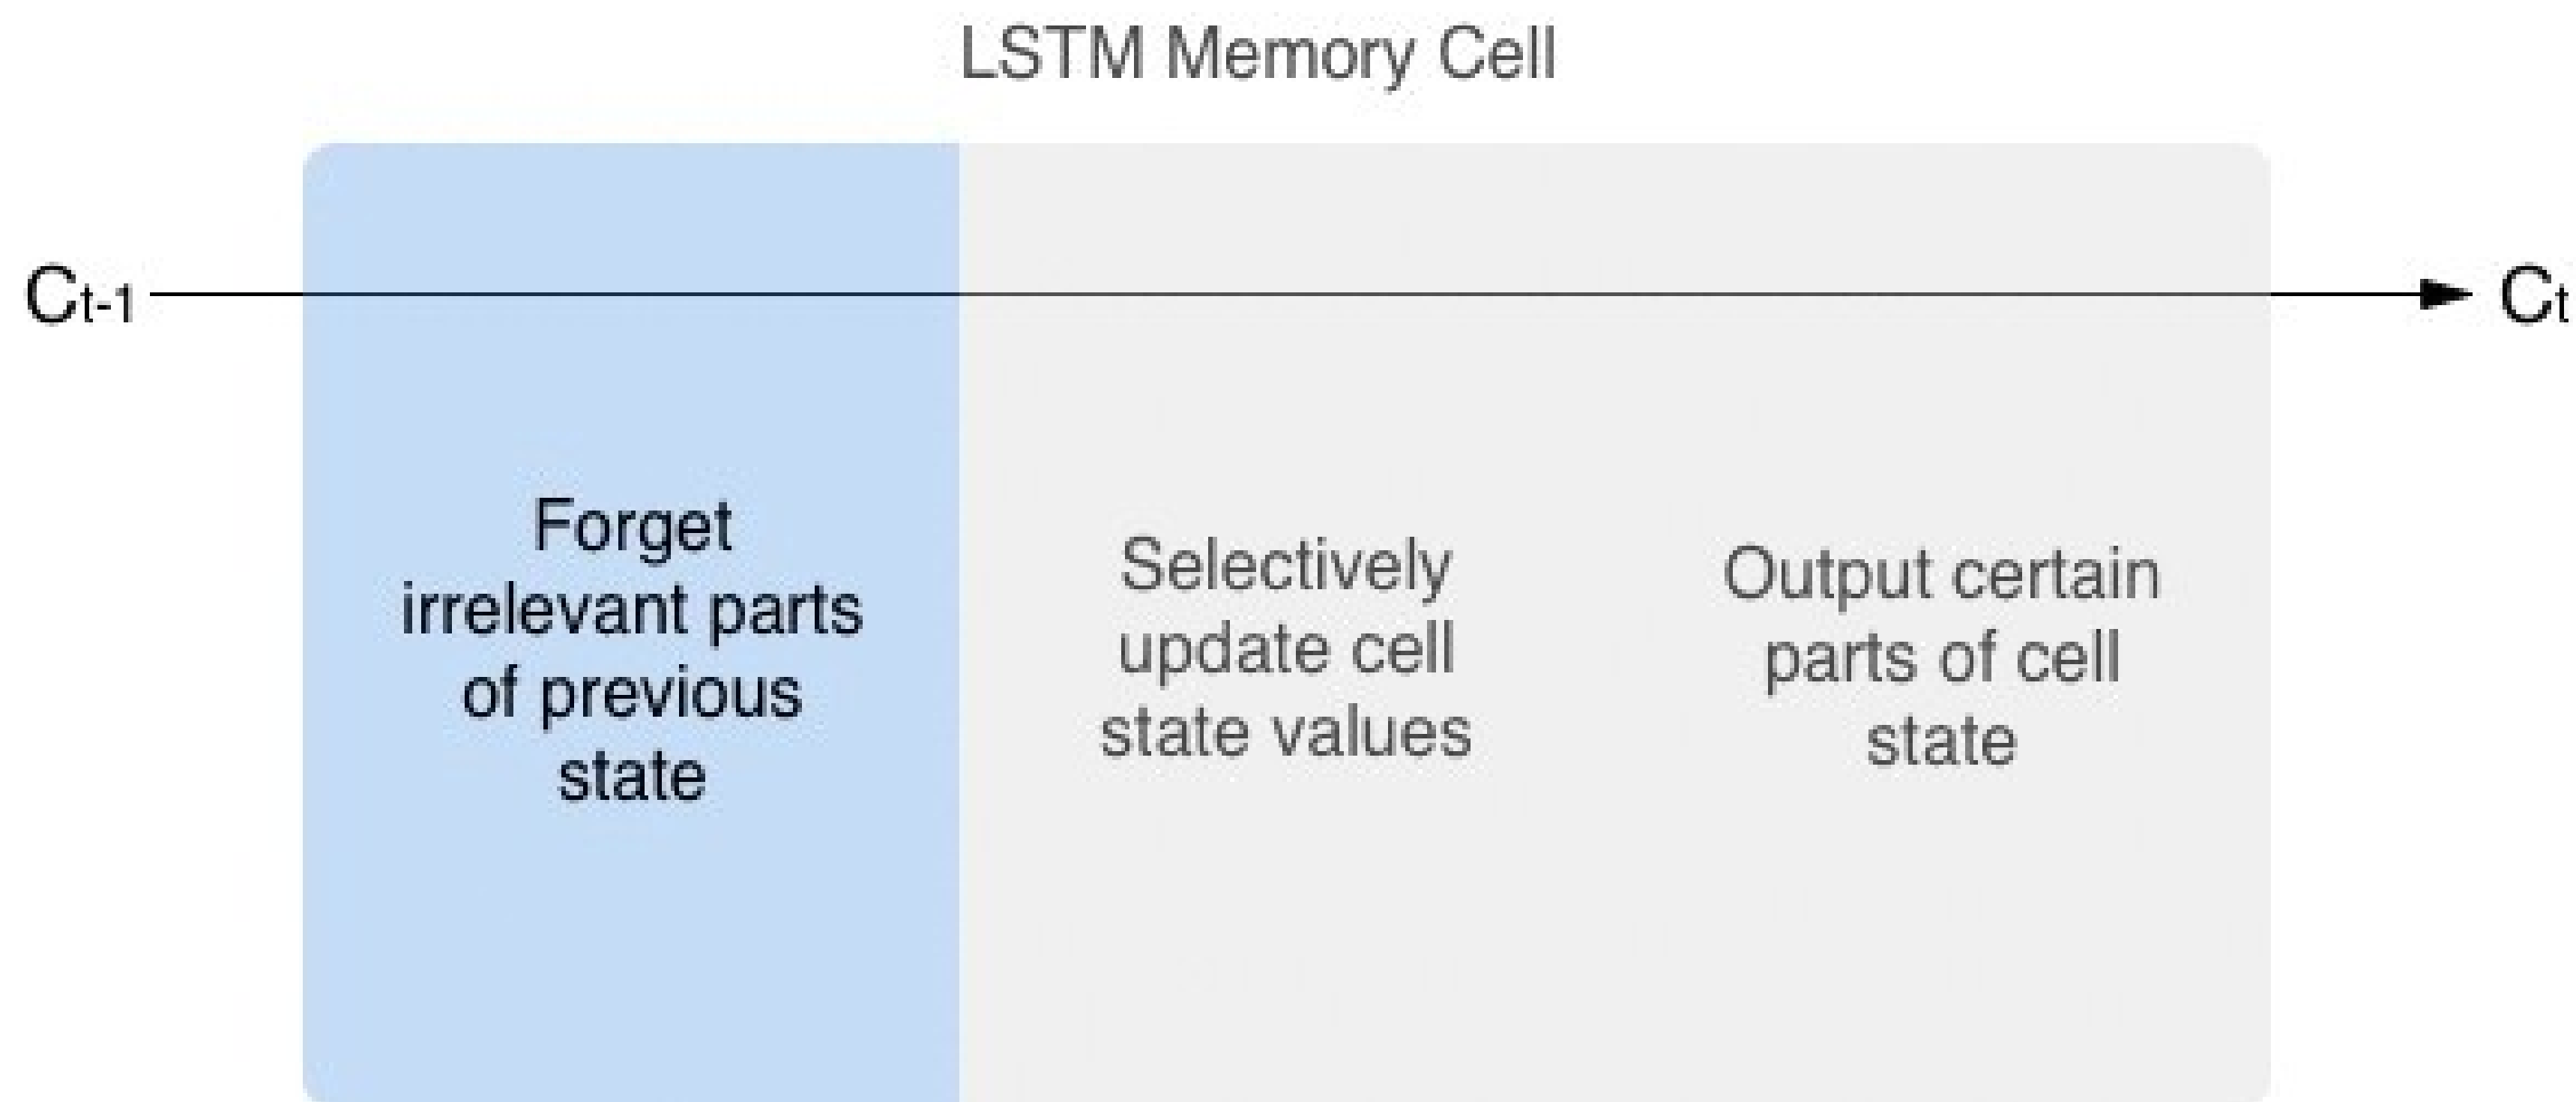 LSTM Memory Cell
Ct-1
Ct
Forget
irrelevant parts
of previous
state
Selectively
update cell
state values
Output certain
parts of cell
state